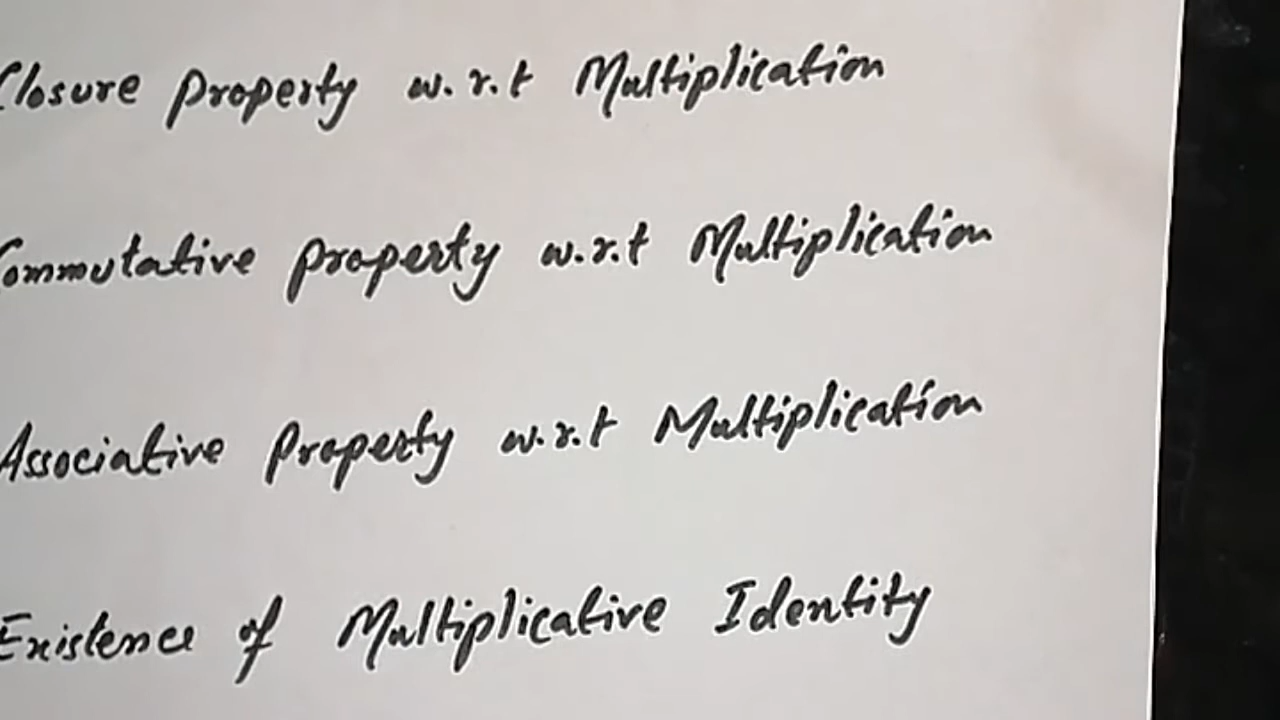 Closure Property w.r.t Multiplication
Commutative Property w.r.t Multiplication
Associative Property w.r.t Multiplication
Existence of Multiplicative Identity